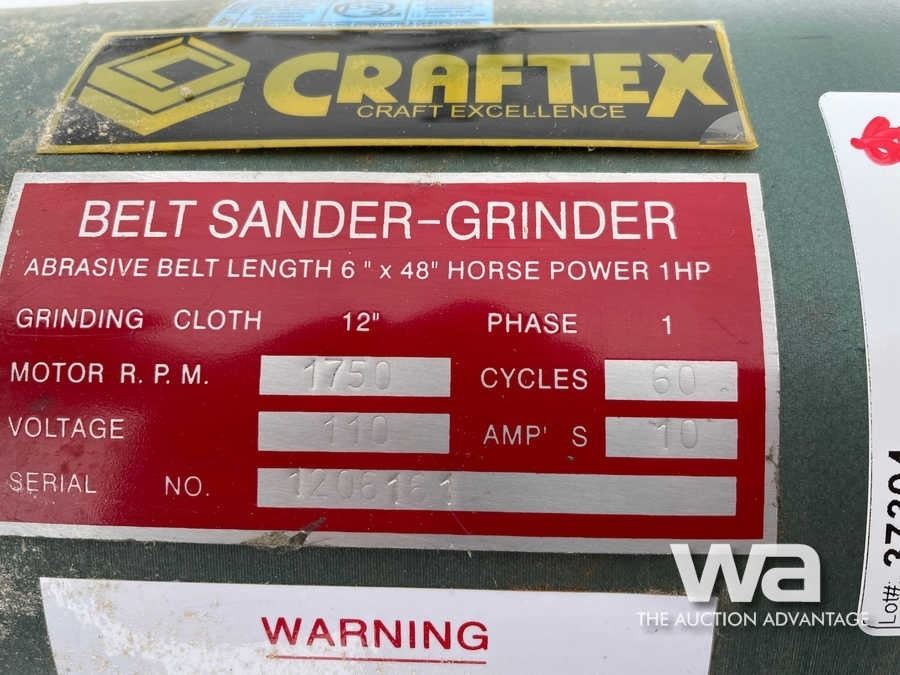 CRAFTEX
CRAFT EXCELLENCE
BELT SANDER-GRINDER
ABRASIVE BELT LENGTH 6 " x 48" HORSE POWER 1HP
GRINDING CLOTH 12" PHASE 1
MOTOR R. P. M. 1750 CYCLES 60
VOLTAGE 110 AMP' S 10
SERIAL NO. 1206161
WARNING
Lot#:
wa
THE AUCTION ADVANTAGE